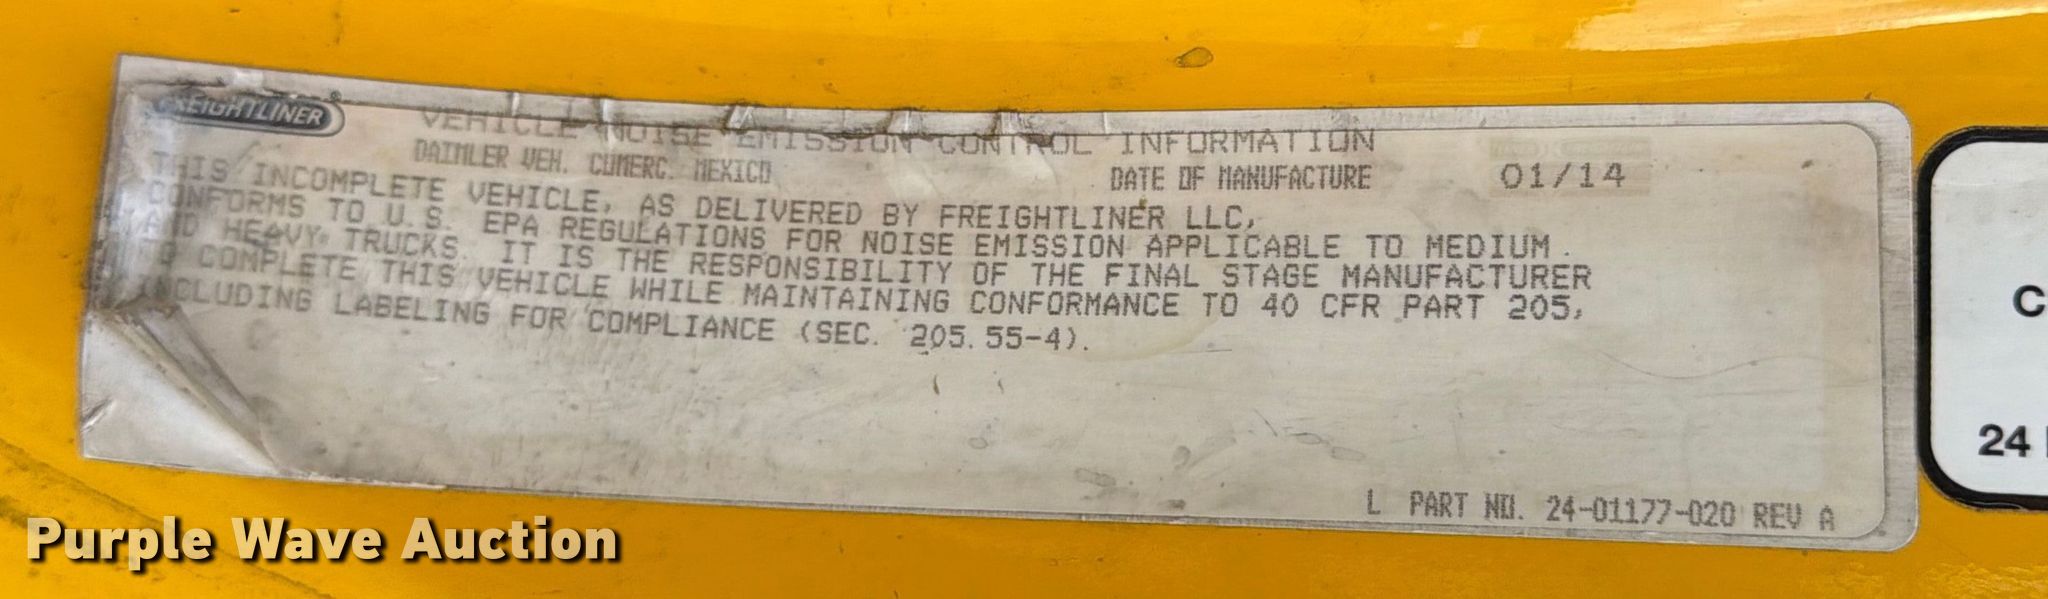 FREIGHTLINER
VEHICLE NOISE EMISSION CONTROL INFORMATION
DAIMLER VEH. COMERC. MEXICO DATE OF MANUFACTURE 01/14
THIS INCOMPLETE VEHICLE, AS DELIVERED BY FREIGHTLINER LLC,
CONFORMS TO U.S. EPA REGULATIONS FOR NOISE EMISSION APPLICABLE TO MEDIUM
AND HEAVY TRUCKS. IT IS THE RESPONSIBILITY OF THE FINAL STAGE MANUFACTURER
TO COMPLETE THIS VEHICLE WHILE MAINTAINING CONFORMANCE TO 40 CFR PART 205,
INCLUDING LABELING FOR COMPLIANCE (SEC. 205.55-4).
L PART NO. 24-01177-020 REV A
C
24
Purple Wave Auction